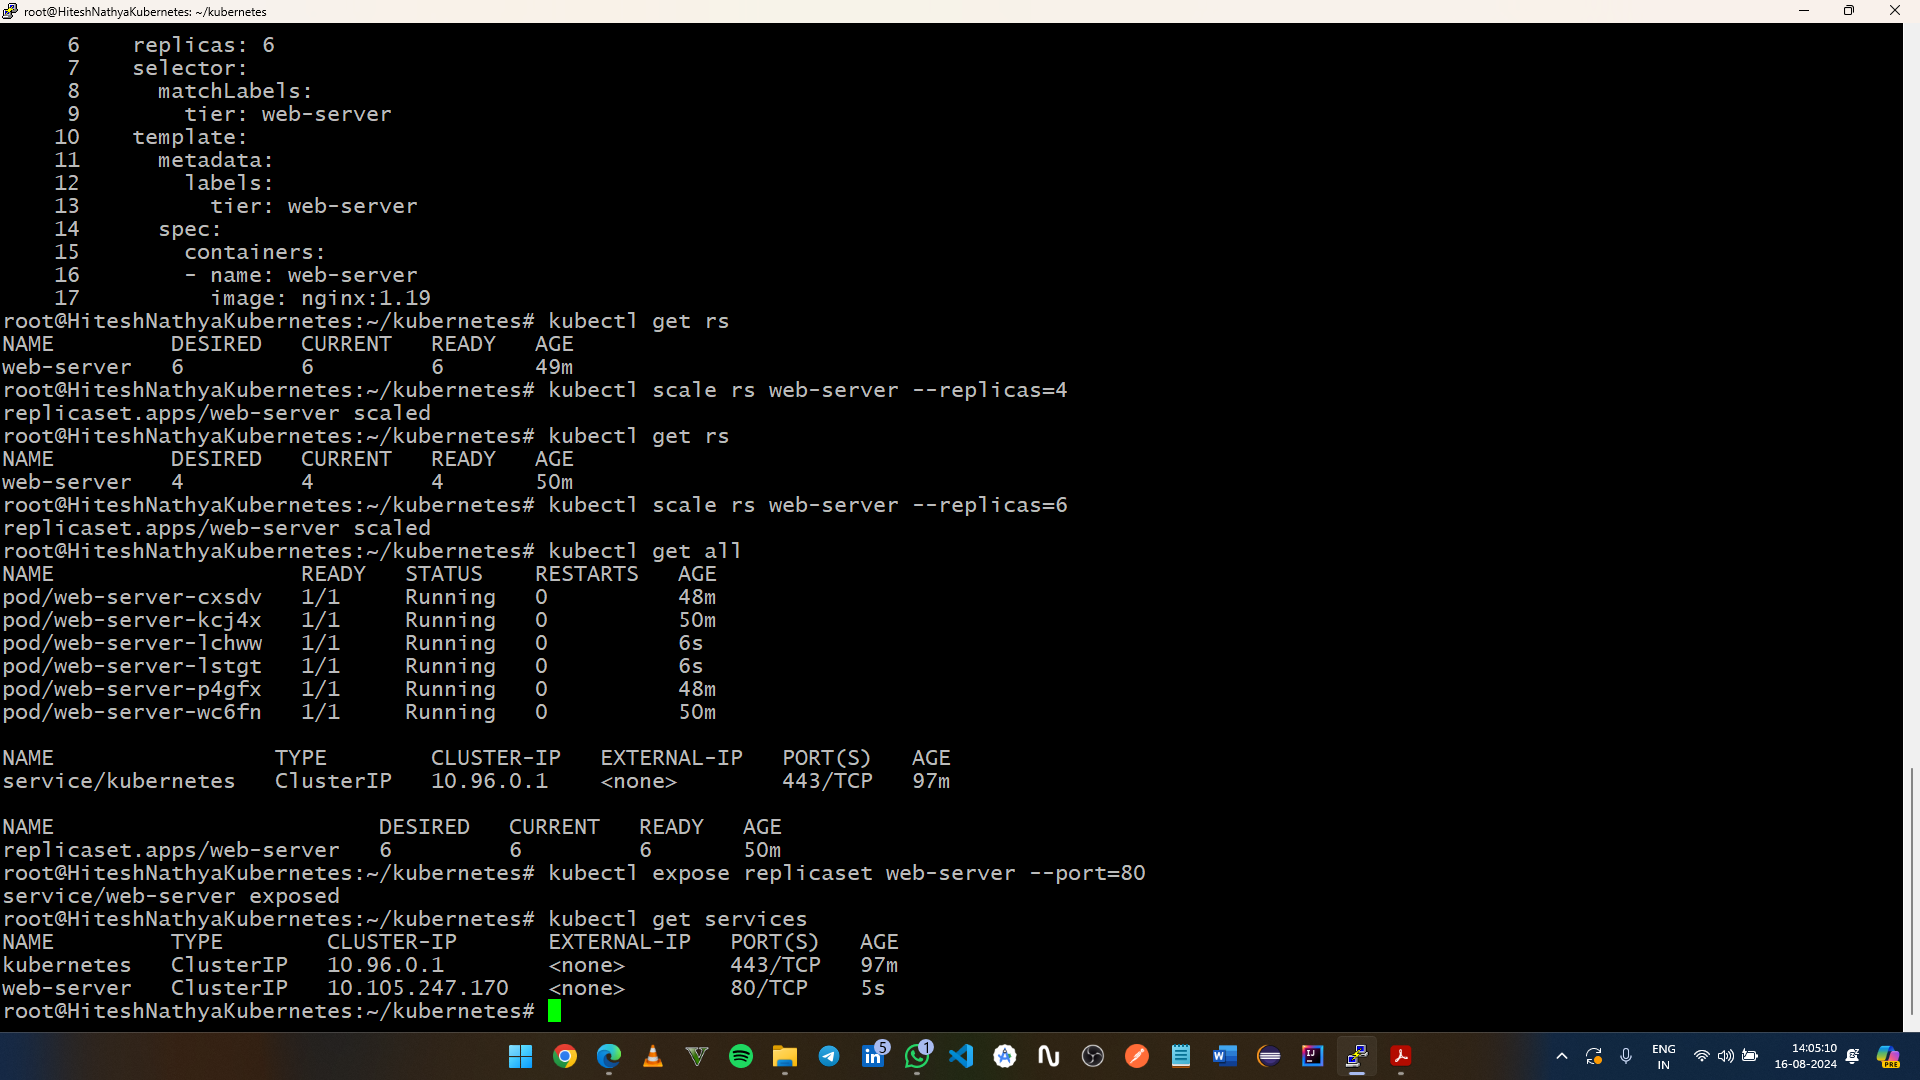 root@HiteshNathyaKubernetes: ~/kubernetes
     6    replicas: 6
     7    selector:
     8      matchLabels:
     9        tier: web-server
    10    template:
    11      metadata:
    12        labels:
    13          tier: web-server
    14      spec:
    15        containers:
    16        - name: web-server
    17          image: nginx:1.19
root@HiteshNathyaKubernetes:~/kubernetes# kubectl get rs
NAME         DESIRED   CURRENT   READY   AGE
web-server   6         6         6       49m
root@HiteshNathyaKubernetes:~/kubernetes# kubectl scale rs web-server --replicas=4
replicaset.apps/web-server scaled
root@HiteshNathyaKubernetes:~/kubernetes# kubectl get rs
NAME         DESIRED   CURRENT   READY   AGE
web-server   4         4         4       50m
root@HiteshNathyaKubernetes:~/kubernetes# kubectl scale rs web-server --replicas=6
replicaset.apps/web-server scaled
root@HiteshNathyaKubernetes:~/kubernetes# kubectl get all
NAME                   READY   STATUS    RESTARTS   AGE
pod/web-server-cxsdv   1/1     Running   0          48m
pod/web-server-kcj4x   1/1     Running   0          50m
pod/web-server-lchww   1/1     Running   0          6s
pod/web-server-lstgt   1/1     Running   0          6s
pod/web-server-p4gfx   1/1     Running   0          48m
pod/web-server-wc6fn   1/1     Running   0          50m

NAME                 TYPE        CLUSTER-IP   EXTERNAL-IP   PORT(S)   AGE
service/kubernetes   ClusterIP   10.96.0.1    <none>        443/TCP   97m

NAME                         DESIRED   CURRENT   READY   AGE
replicaset.apps/web-server   6         6         6       50m
root@HiteshNathyaKubernetes:~/kubernetes# kubectl expose replicaset web-server --port=80
service/web-server exposed
root@HiteshNathyaKubernetes:~/kubernetes# kubectl get services
NAME         TYPE        CLUSTER-IP       EXTERNAL-IP   PORT(S)   AGE
kubernetes   ClusterIP   10.96.0.1        <none>        443/TCP   97m
web-server   ClusterIP   10.105.247.170   <none>        80/TCP    5s
root@HiteshNathyaKubernetes:~/kubernetes#
5
1
ENG
IN
14:05:10
16-08-2024
PRE